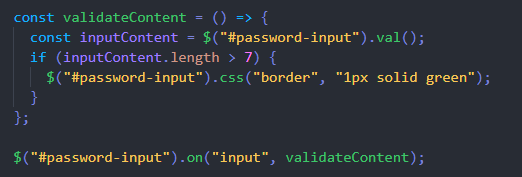 const validateContent = () => {
  const inputContent = $("#password-input").val();
  if (inputContent.length > 7) {
    $("#password-input").css("border", "1px solid green");
  }
};

$("#password-input").on("input", validateContent);